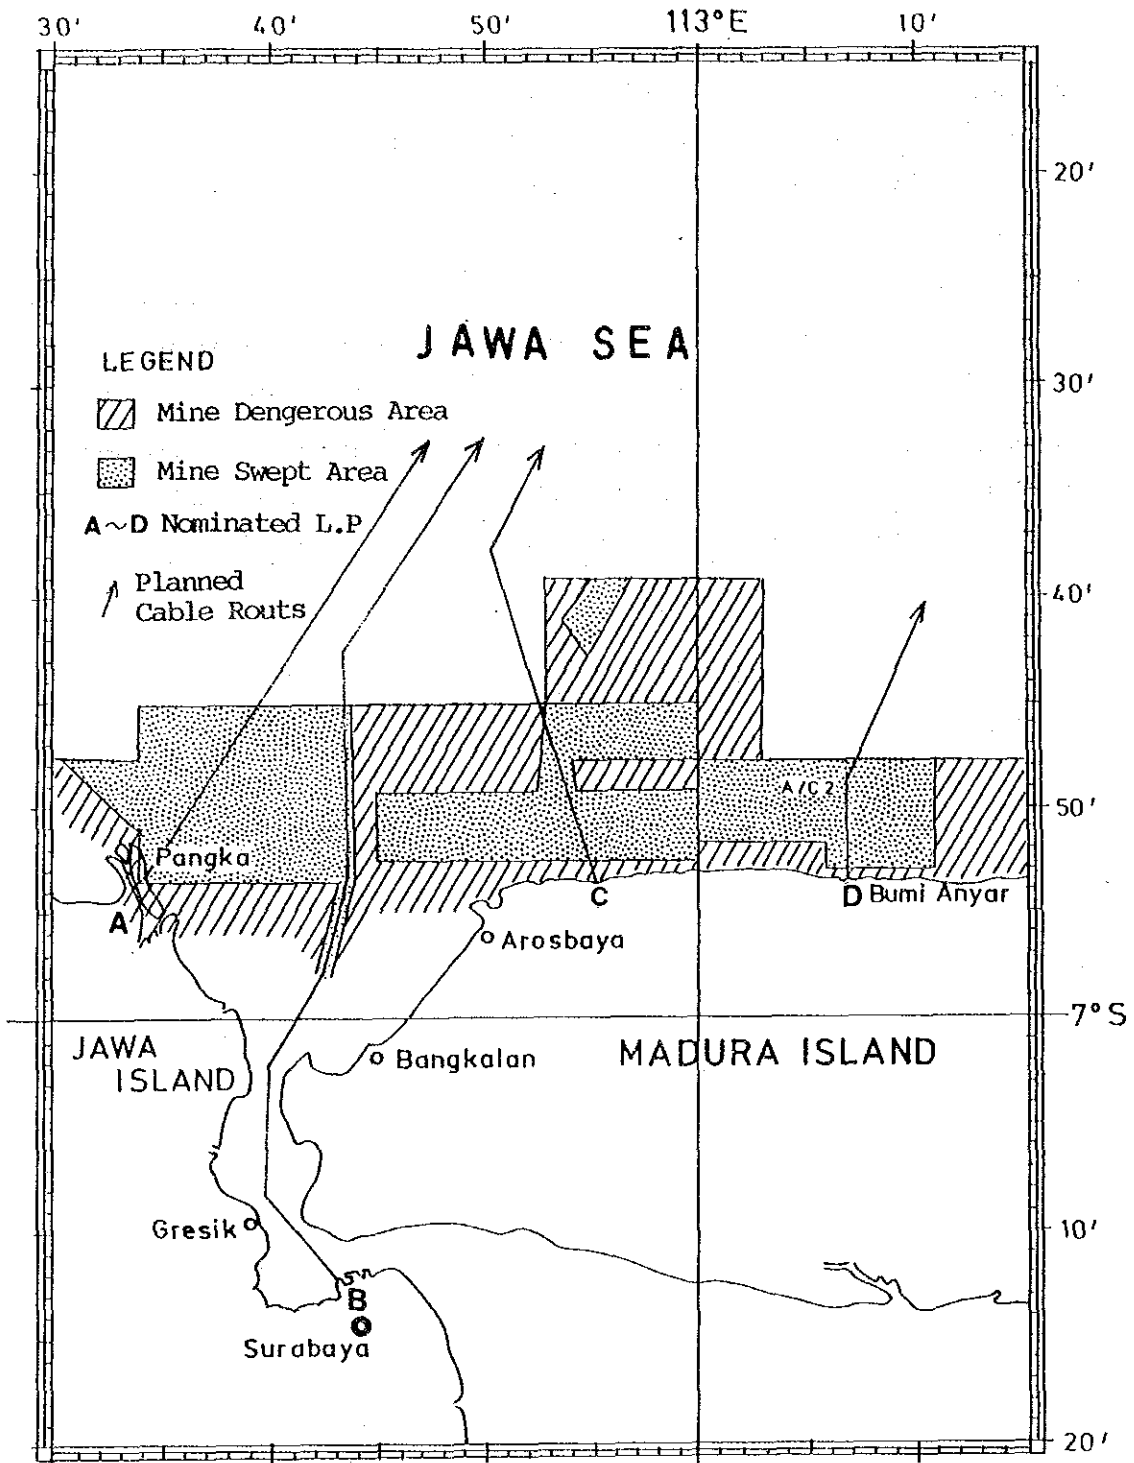 30' 40' 50' 113°E 10'
20'
JAWA SEA
30'
LEGEND
Mine Dengerous Area
Mine Swept Area
A~D Nominated L.P
Planned
Cable Routs
40'
A/C2
50'
Pangka
A
C
D Bumi Anyar
Arosbaya
7°S
JAWA
ISLAND
Bangkalan
MADURA ISLAND
Gresik
10'
B
Surabaya
20'